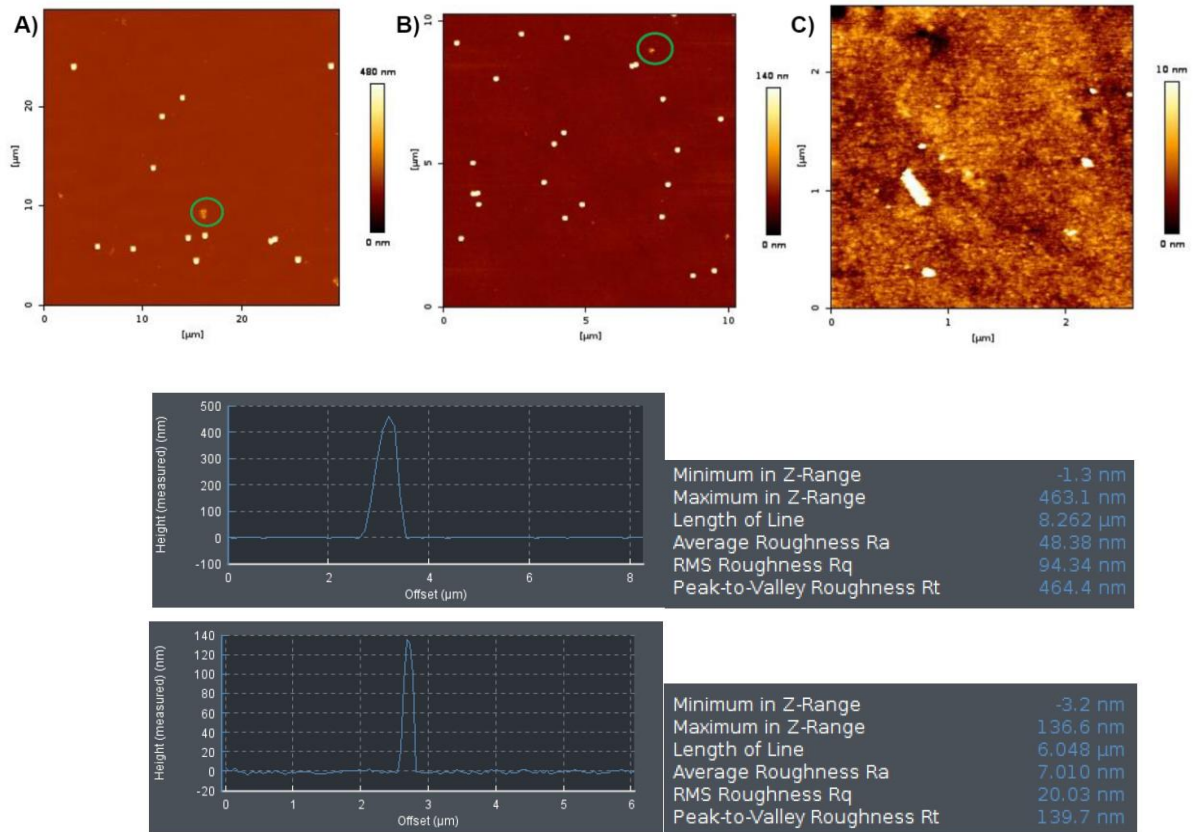 A)
480 nm
0 nm
[µm]
0
10
20
0
10
20
[µm]
B)
140 nm
0 nm
[µm]
0
5
10
0
5
10
[µm]
C)
10 nm
0 nm
[µm]
0
1
2
0
1
2
[µm]
Height (measured) (nm)
500
400
300
200
100
0
-100
0
2
4
6
8
Offset (µm)
Minimum in Z-Range -1.3 nm
Maximum in Z-Range 463.1 nm
Length of Line 8.262 µm
Average Roughness Ra 48.38 nm
RMS Roughness Rq 94.34 nm
Peak-to-Valley Roughness Rt 464.4 nm
Height (measured) (nm)
140
120
100
80
60
40
20
0
-20
0
1
2
3
4
5
6
Offset (µm)
Minimum in Z-Range -3.2 nm
Maximum in Z-Range 136.6 nm
Length of Line 6.048 µm
Average Roughness Ra 7.010 nm
RMS Roughness Rq 20.03 nm
Peak-to-Valley Roughness Rt 139.7 nm